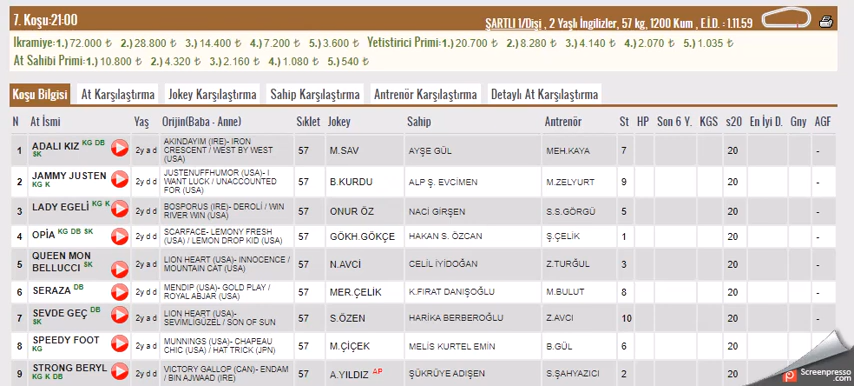 7. Koşu:21:00
ŞARTLI 1/Dişi , 2 Yaşlı İngilizler, 57 kg, 1200 Kum , E.İ.D. : 1.11.59
İkramiye: 1.) 72.000 ₺ 2.) 28.800 ₺ 3.) 14.400 ₺ 4.) 7.200 ₺ 5.) 3.600 ₺ Yetistirici Primi: 1.) 20.700 ₺ 2.) 8.280 ₺ 3.) 4.140 ₺ 4.) 2.070 ₺ 5.) 1.035 ₺
At Sahibi Primi: 1.) 10.800 ₺ 2.) 4.320 ₺ 3.) 2.160 ₺ 4.) 1.080 ₺ 5.) 540 ₺
Koşu Bilgisi At Karşılaştırma Jokey Karşılaştırma Sahip Karşılaştırma Antrenör Karşılaştırma Detaylı At Karşılaştırma
N At İsmi Yaş Orijin(Baba - Anne) Sıklet Jokey Sahip Antrenör St HP Son 6 Y. KGS s20 En İyi D. Gny AGF
1 ADALI KIZ KG DB SK 2y a d AKINDAYIM (IRE)- IRON CRESCENT / WEST BY WEST (USA) 57 M.SAV AYŞE GÜL MEH.KAYA 7 s20 -
2 JAMMY JUSTEN KG K 2y d d JUSTENUFFHUMOR (USA)- I WANT LUCK / UNACCOUNTED FOR (USA) 57 B.KURDU ALP Ş. EVCİMEN M.ZELYURT 9 s20 -
3 LADY EGELİ KG K 2y d d BOSPORUS (IRE)- DEROLI / WIN RIVER WIN (USA) 57 ONUR ÖZ NACİ GİRŞEN S.S.GÖRGÜ 5 s20 -
4 OPİA KG DB SK 2y d d SCARFACE- LEMONY FRESH (USA) / LEMON DROP KID (USA) 57 GÖKH.GÖKÇE HAKAN S. ÖZCAN Ş.ÇELİK 1 s20 -
5 QUEEN MON BELLUCCI SK 2y a d LION HEART (USA)- INNOCENCE / MOUNTAIN CAT (USA) 57 N.AVCİ CELİL İYİDOĞAN Z.TURĞUL 3 s20 -
6 SERAZA DB 2y d d MENDIP (USA)- GOLD PLAY / ROYAL ABJAR (USA) 57 MER.ÇELİK K.FIRAT DANIŞOĞLU M.BULUT 8 s20 -
7 SEVDE GEÇ DB SK 2y a d LION HEART (USA)- SEVIMLIGÜZEL / SON OF SUN 57 S.ÖZEN HARİKA BERBEROĞLU Z.AVCI 10 s20 -
8 SPEEDY FOOT KG 2y a d MUNNINGS (USA)- CHAPEAU CHIC (USA) / HAT TRICK (JPN) 57 M.ÇİÇEK MELİS KURTEL EMİN B.GÜL 6 s20 -
9 STRONG BERYL KG K DB 2y d d VICTORY GALLOP (CAN)- ENDAM / BIN AJWAAD (IRE) 57 A.YILDIZ AP ŞÜKRÜYE ADIŞEN S.ŞAHYAZICI 2 s20
Screenpresso
.com